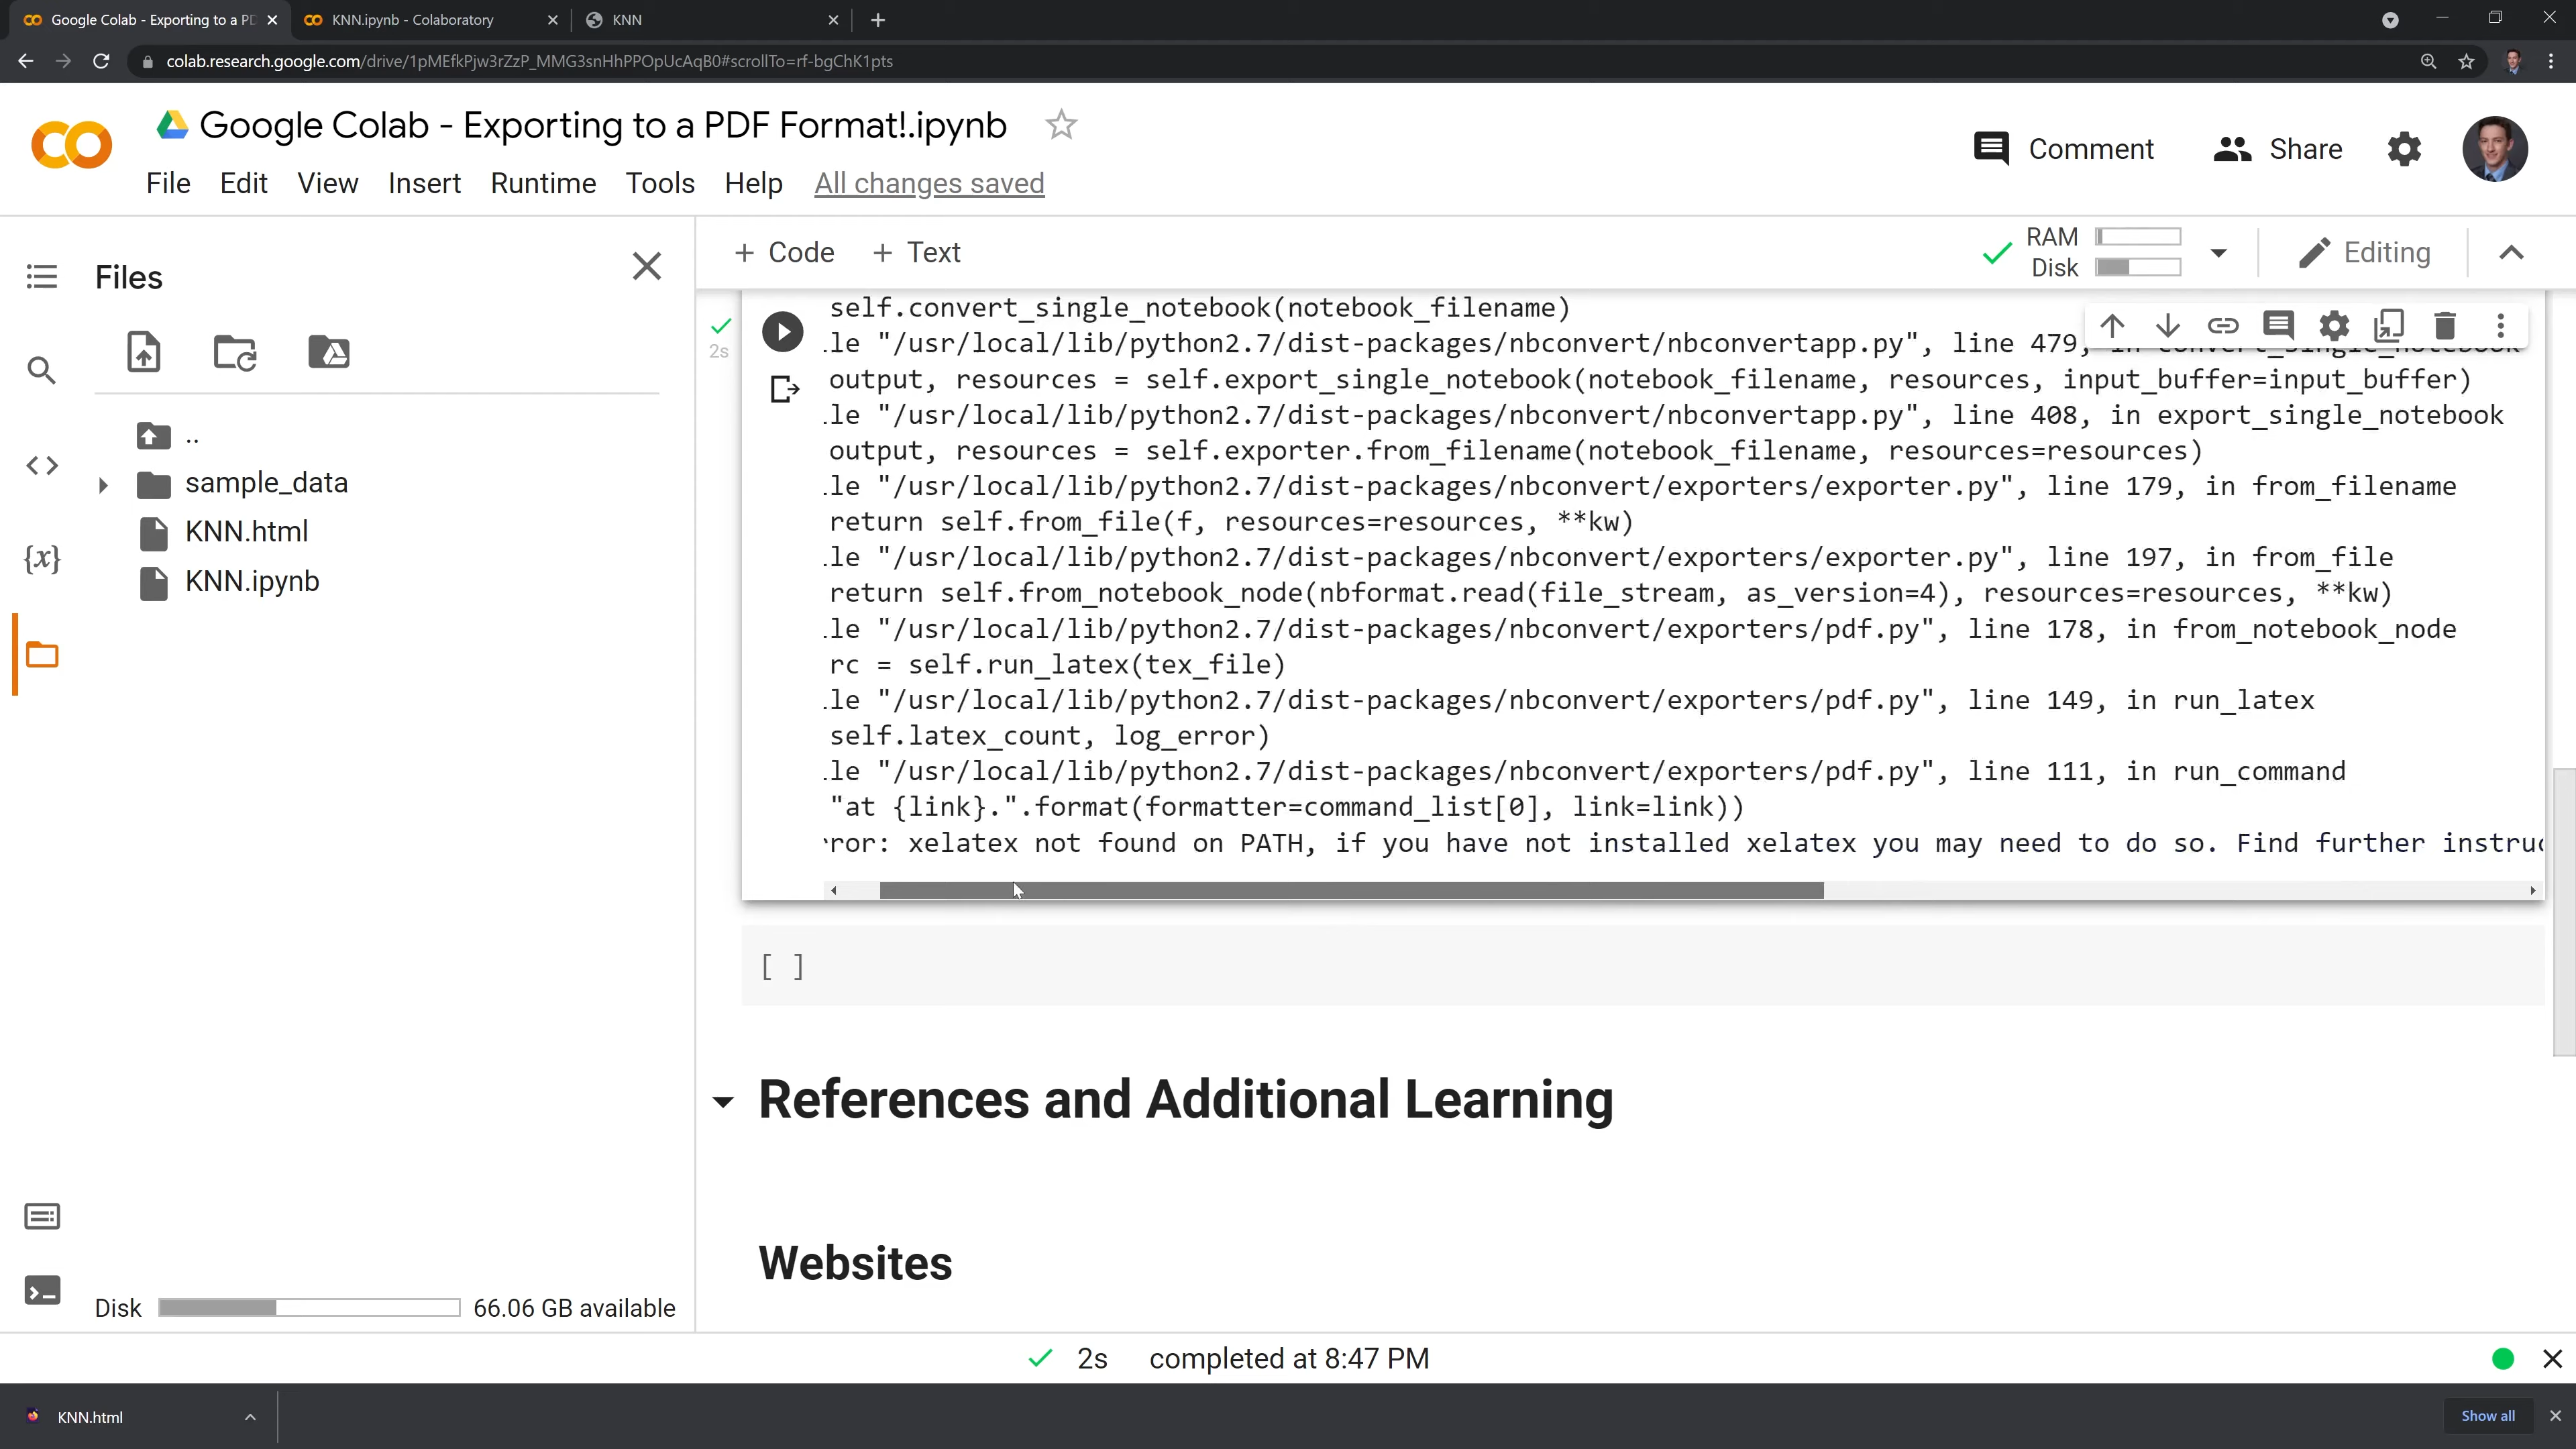 Google Colab - Exporting to a PD
KNN.ipynb - Colaboratory
KNN
colab.research.google.com/drive/1pMEfkPjw3rZzP_MMG3snHhPPOpUcAqB0#scrollTo=rf-bgChK1pts
Google Colab - Exporting to a PDF Format!.ipynb
Comment
Share
File Edit View Insert Runtime Tools Help All changes saved
Files
+ Code + Text
RAM
Disk
Editing
..
sample_data
KNN.html
KNN.ipynb
{x}
2s
self.convert_single_notebook(notebook_filename)
.le "/usr/local/lib/python2.7/dist-packages/nbconvert/nbconvertapp.py", line 479, in convert_single_notebook
output, resources = self.export_single_notebook(notebook_filename, resources, input_buffer=input_buffer)
.le "/usr/local/lib/python2.7/dist-packages/nbconvert/nbconvertapp.py", line 408, in export_single_notebook
output, resources = self.exporter.from_filename(notebook_filename, resources=resources)
.le "/usr/local/lib/python2.7/dist-packages/nbconvert/exporters/exporter.py", line 179, in from_filename
return self.from_file(f, resources=resources, **kw)
.le "/usr/local/lib/python2.7/dist-packages/nbconvert/exporters/exporter.py", line 197, in from_file
return self.from_notebook_node(nbformat.read(file_stream, as_version=4), resources=resources, **kw)
.le "/usr/local/lib/python2.7/dist-packages/nbconvert/exporters/pdf.py", line 178, in from_notebook_node
rc = self.run_latex(tex_file)
.le "/usr/local/lib/python2.7/dist-packages/nbconvert/exporters/pdf.py", line 149, in run_latex
self.latex_count, log_error)
.le "/usr/local/lib/python2.7/dist-packages/nbconvert/exporters/pdf.py", line 111, in run_command
"at {link}.".format(formatter=command_list[0], link=link))
ror: xelatex not found on PATH, if you have not installed xelatex you may need to do so. Find further instruc
[ ]
References and Additional Learning
Websites
Disk 66.06 GB available
2s completed at 8:47 PM
KNN.html
Show all